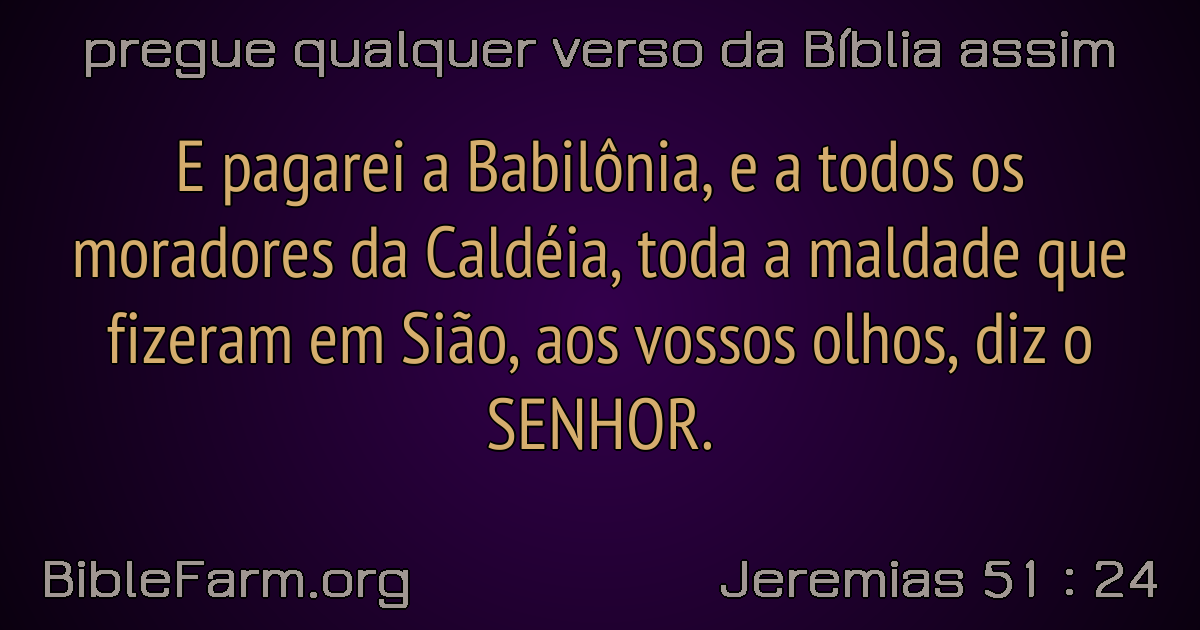 pregue qualquer verso da Bíblia assim
E pagarei a Babilônia, e a todos os
moradores da Caldéia, toda a maldade que
fizeram em Sião, aos vossos olhos, diz o
SENHOR.
BibleFarm.org
Jeremias 51 : 24